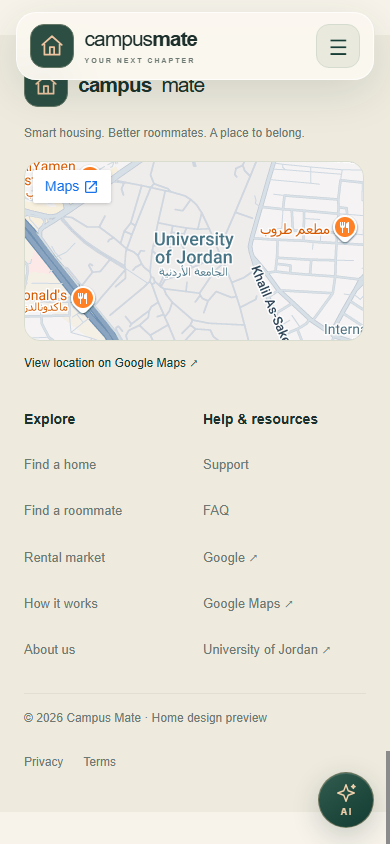 campusmate
YOUR NEXT CHAPTER
campus mate
Smart housing. Better roommates. A place to belong.
Yamen
Maps
مطعم طروب
University
of Jordan
الجامعة الأردنية
Khalil As-Sake
onald's
ماكدونالدز
Interna
View location on Google Maps ↗
Explore
Find a home
Find a roommate
Rental market
How it works
About us
Help & resources
Support
FAQ
Google ↗
Google Maps ↗
University of Jordan ↗
© 2026 Campus Mate · Home design preview
Privacy Terms
AI